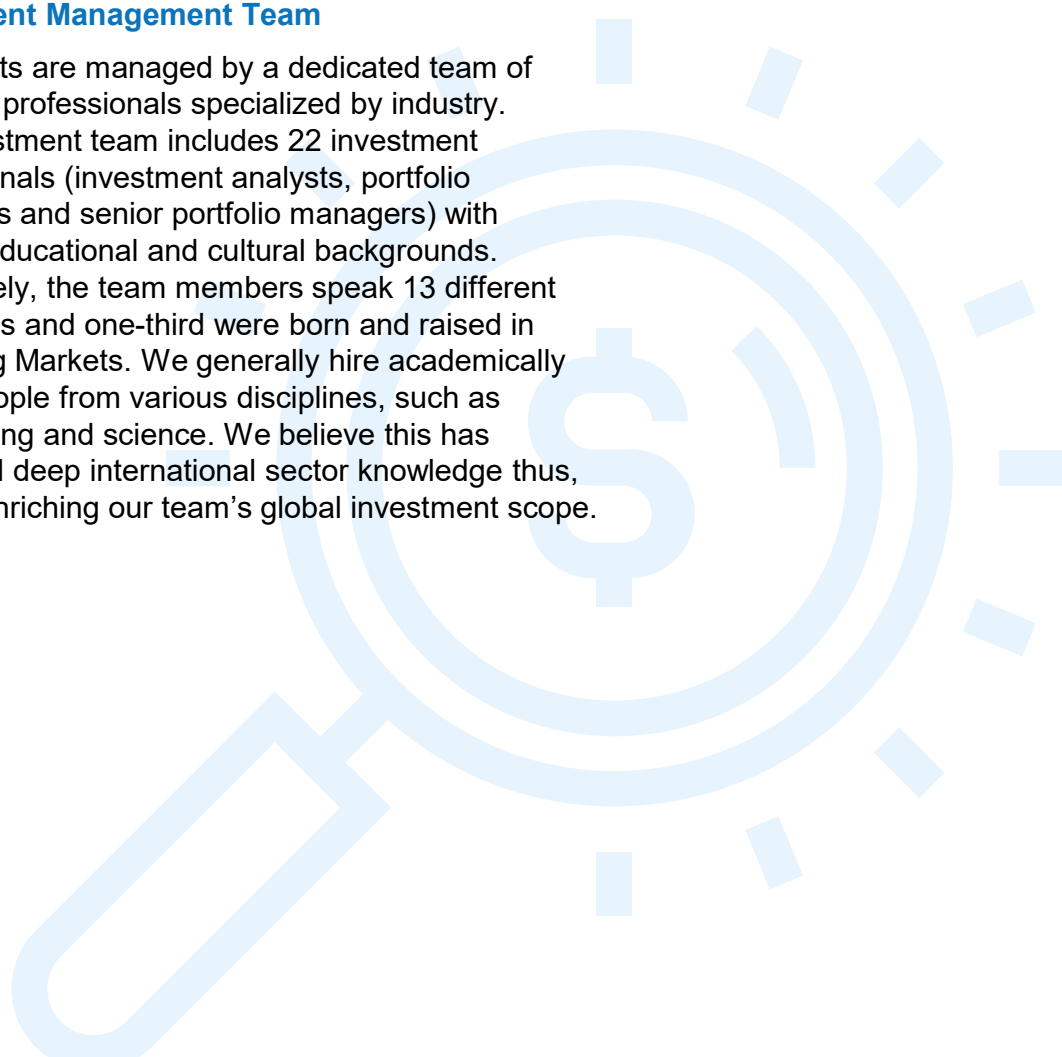 ent Management Team
ts are managed by a dedicated team of
professionals specialized by industry.
stment team includes 22 investment
nals (investment analysts, portfolio
s and senior portfolio managers) with
ducational and cultural backgrounds.
ely, the team members speak 13 different
s and one-third were born and raised in
g Markets. We generally hire academically
ople from various disciplines, such as
ing and science. We believe this has
d deep international sector knowledge thus,
nriching our team’s global investment scope.
$